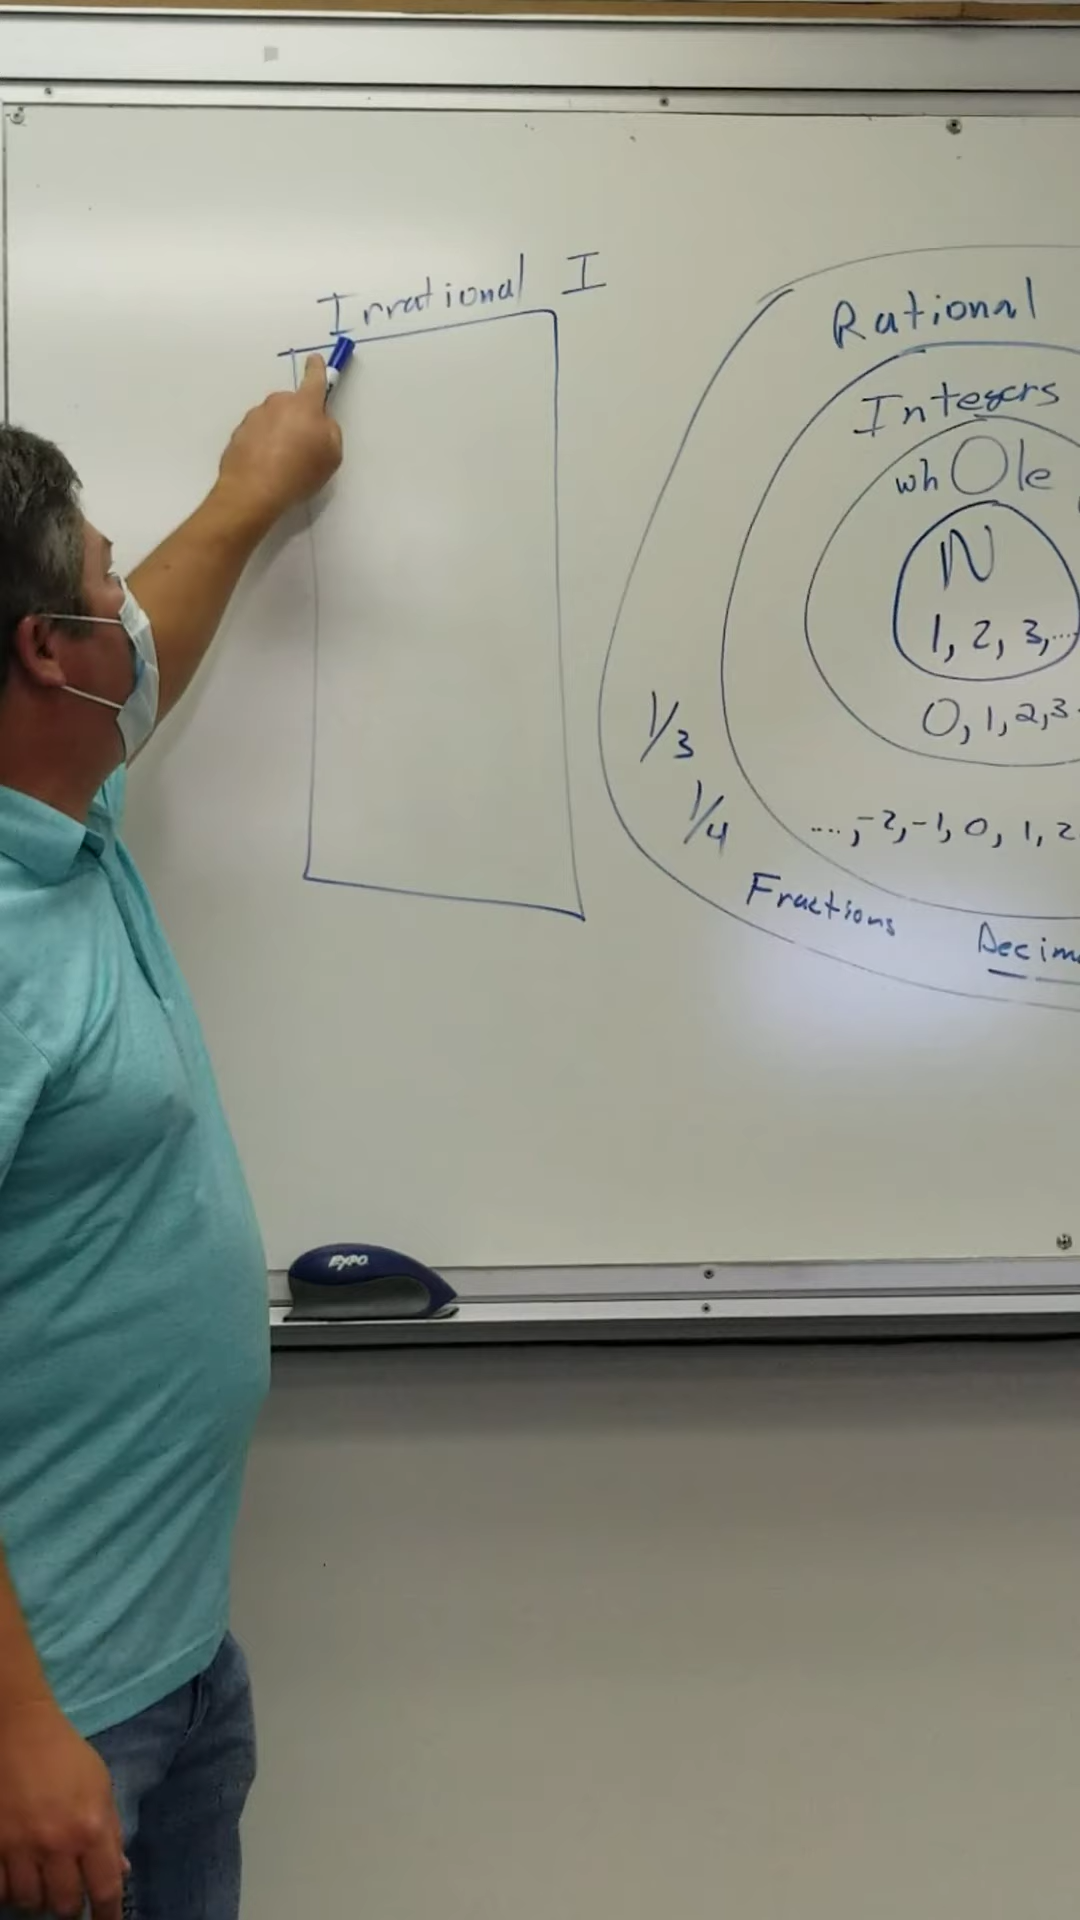 Irrational I
Rational
Integers
whOle
N
1, 2, 3, ...
0, 1, 2, 3
1/3
1/4
...., -2, -1, 0, 1, 2
Fractions
Decim
EXPO